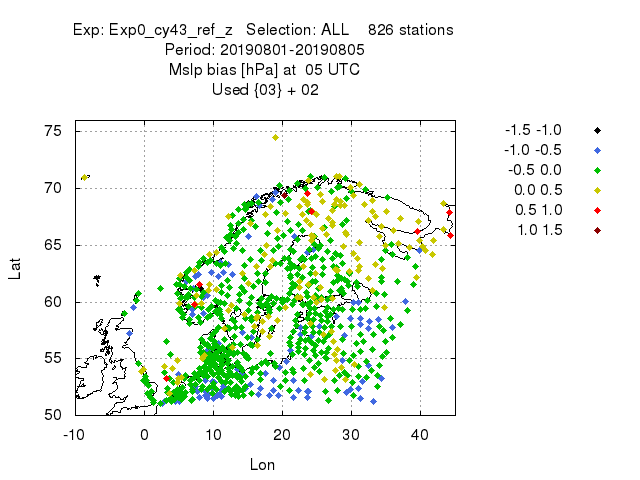 Exp: Exp0_cy43_ref_z   Selection: ALL    826 stations
Period: 20190801-20190805
Mslp bias [hPa] at  05 UTC
Used {03} + 02
-1.5 -1.0
-1.0 -0.5
-0.5 0.0
0.0 0.5
0.5 1.0
1.0 1.5
75
70
65
60
55
50
Lat
-10 0 10 20 30 40
Lon